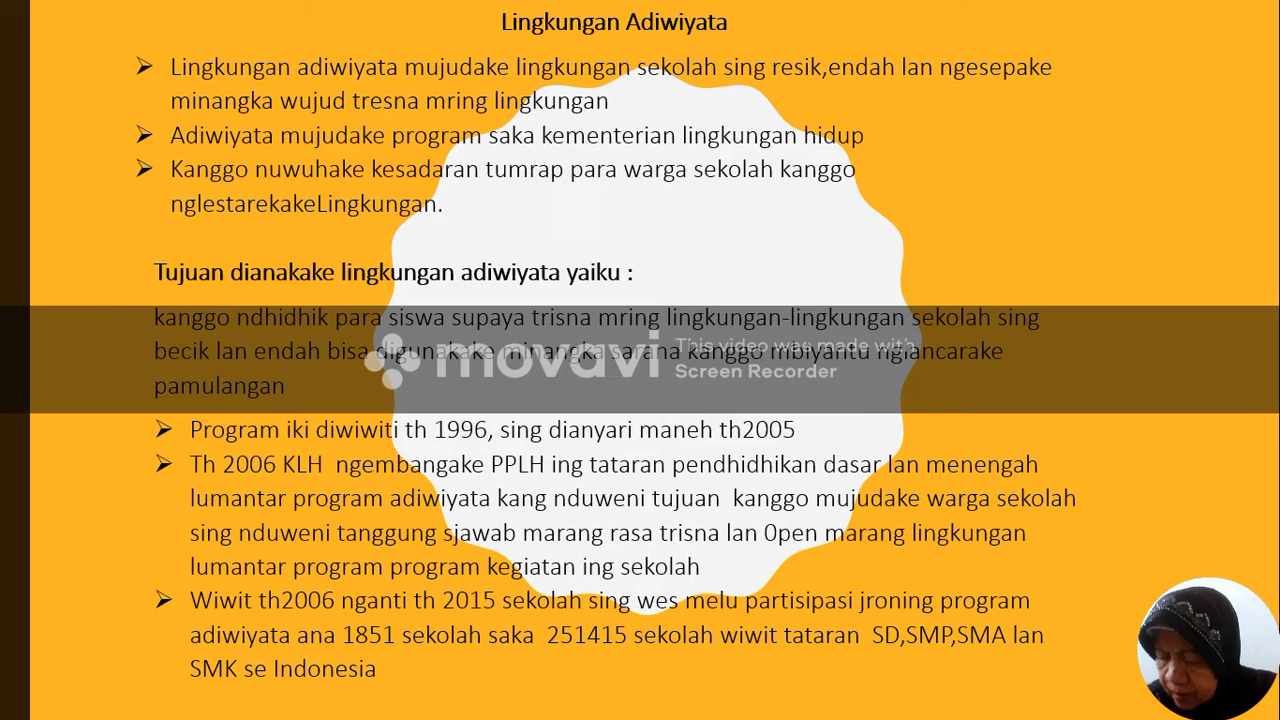 Lingkungan Adiwiyata
Lingkungan adiwiyata mujudake lingkungan sekolah sing resik,endah lan ngesepake
minangka wujud tresna mring lingkungan
Adiwiyata mujudake program saka kementerian lingkungan hidup
Kanggo nuwuhake kesadaran tumrap para warga sekolah kanggo
nglestarekakeLingkungan.
Tujuan dianakake lingkungan adiwiyata yaiku :
kanggo ndhidhik para siswa supaya trisna mring lingkungan-lingkungan sekolah sing
becik lan endah bisa digunakake minangka sarana kanggo mbiyantu nglancarake
pamulangan
movavi
This video was made with
Screen Recorder
Program iki diwiwiti th 1996, sing dianyari maneh th2005
Th 2006 KLH  ngembangake PPLH ing tataran pendhidhikan dasar lan menengah
lumantar program adiwiyata kang nduweni tujuan  kanggo mujudake warga sekolah
sing nduweni tanggung sjawab marang rasa trisna lan 0pen marang lingkungan
lumantar program program kegiatan ing sekolah
Wiwit th2006 nganti th 2015 sekolah sing wes melu partisipasi jroning program
adiwiyata ana 1851 sekolah saka  251415 sekolah wiwit tataran  SD,SMP,SMA lan
SMK se Indonesia